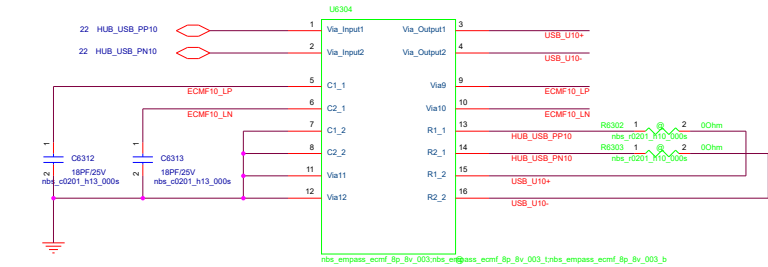 U6304
22 HUB_USB_PP10
1 Via_Input1
Via_Output1 3
USB_U10+
22 HUB_USB_PN10
2 Via_Input2
Via_Output2 4
USB_U10-
5 C1_1
ECMF10_LP
Via9 9
ECMF10_LP
6 C2_1
ECMF10_LN
Via10 10
ECMF10_LN
7 C1_2
R1_1 13
HUB_USB_PP10
R6302 1 @ 2 0Ohm
nbs_r0201_h10_000s
8 C2_2
R2_1 14
HUB_USB_PN10
R6303 1 @ 2 0Ohm
nbs_r0201_h10_000s
11 Via11
R1_2 15
USB_U10+
12 Via12
R2_2 16
USB_U10-
1
C6312
18PF/25V
2
nbs_c0201_h13_000s
1
C6313
18PF/25V
2
nbs_c0201_h13_000s
nbs_empass_ecmf_8p_8v_003;nbs_empass_ecmf_8p_8v_003_t;nbs_empass_ecmf_8p_8v_003_b